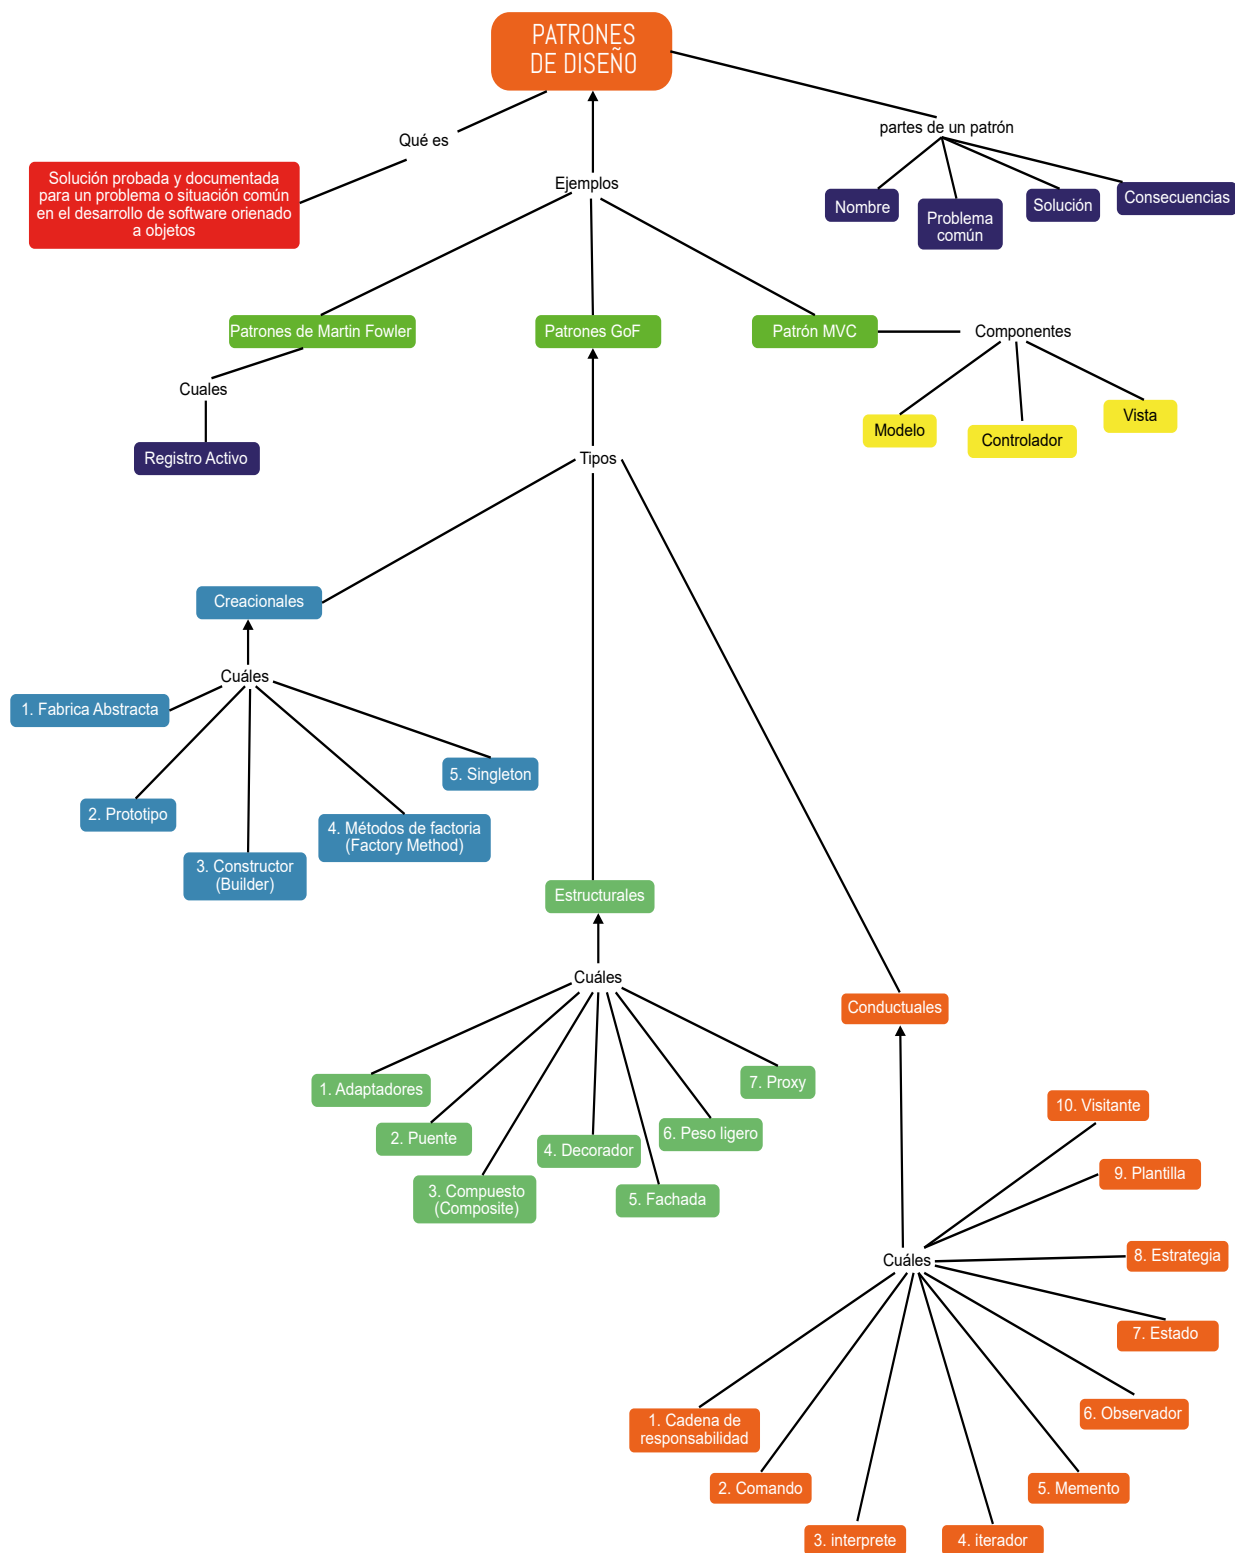 PATRONES
DE DISEÑO
Qué es
partes de un patrón
Solución probada y documentada
para un problema o situación común
en el desarrollo de software orienado
a objetos
Ejemplos
Nombre
Problema
común
Solución
Consecuencias
Patrones de Martin Fowler
Patrones GoF
Patrón MVC
Componentes
Cuales
Registro Activo
Modelo
Controlador
Vista
Tipos
Creacionales
Cuáles
1. Fabrica Abstracta
2. Prototipo
3. Constructor
(Builder)
4. Métodos de factoria
(Factory Method)
5. Singleton
Estructurales
Cuáles
1. Adaptadores
2. Puente
3. Compuesto
(Composite)
4. Decorador
5. Fachada
6. Peso ligero
7. Proxy
Conductuales
Cuáles
10. Visitante
9. Plantilla
8. Estrategia
7. Estado
6. Observador
5. Memento
4. iterador
3. interprete
2. Comando
1. Cadena de
responsabilidad